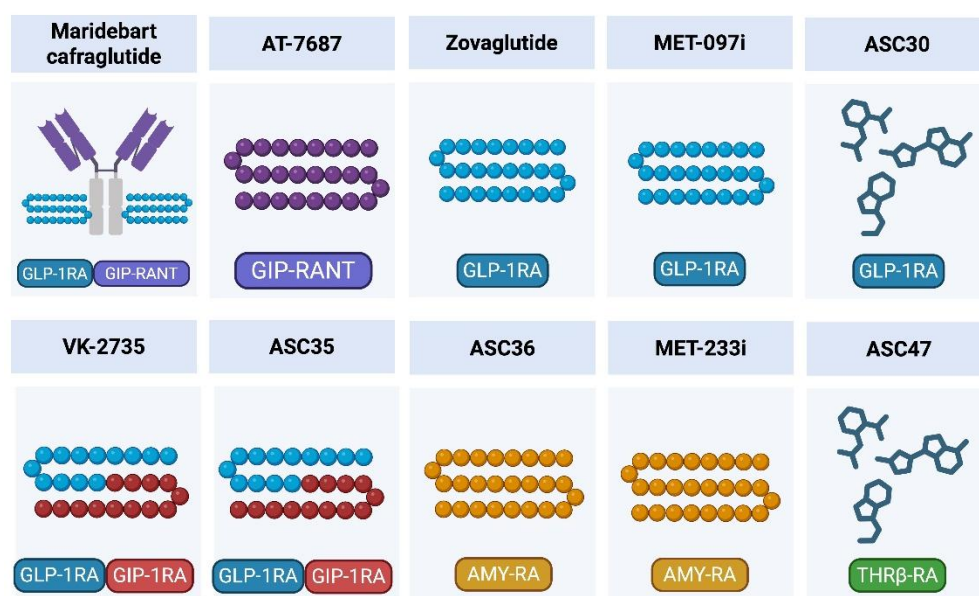 Maridebart
cafraglutide
AT-7687
Zovaglutide
MET-097i
ASC30
GLP-1RA GIP-RANT
GIP-RANT
GLP-1RA
GLP-1RA
GLP-1RA
VK-2735
ASC35
ASC36
MET-233i
ASC47
GLP-1RA GIP-1RA
GLP-1RA GIP-1RA
AMY-RA
AMY-RA
THRβ-RA